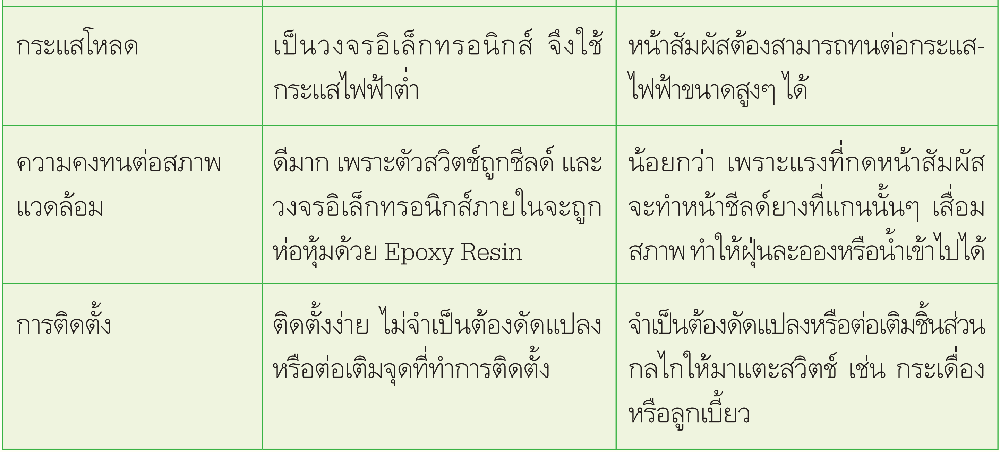 กระแสโหลด
เป็นวงจรอิเล็กทรอนิกส์ จึงใช้
กระแสไฟฟ้าต่ำ
หน้าสัมผัสต้องสามารถทนต่อกระแส-
ไฟฟ้าขนาดสูงๆ ได้
ความคงทนต่อสภาพ
แวดล้อม
ดีมาก เพราะตัวสวิตช์ถูกชีลด์ และ
วงจรอิเล็กทรอนิกส์ภายในจะถูก
ห่อหุ้มด้วย Epoxy Resin
น้อยกว่า เพราะแรงที่กดหน้าสัมผัส
จะทำหน้าชีลด์ยางที่แกนนั้นๆ เสื่อม
สภาพ ทำให้ฝุ่นละอองหรือน้ำเข้าไปได้
การติดตั้ง
ติดตั้งง่าย ไม่จำเป็นต้องดัดแปลง
หรือต่อเติมจุดที่ทำการติดตั้ง
จำเป็นต้องดัดแปลงหรือต่อเติมชิ้นส่วน
กลไกให้มาแตะสวิตช์ เช่น กระเดื่อง
หรือลูกเบี้ยว